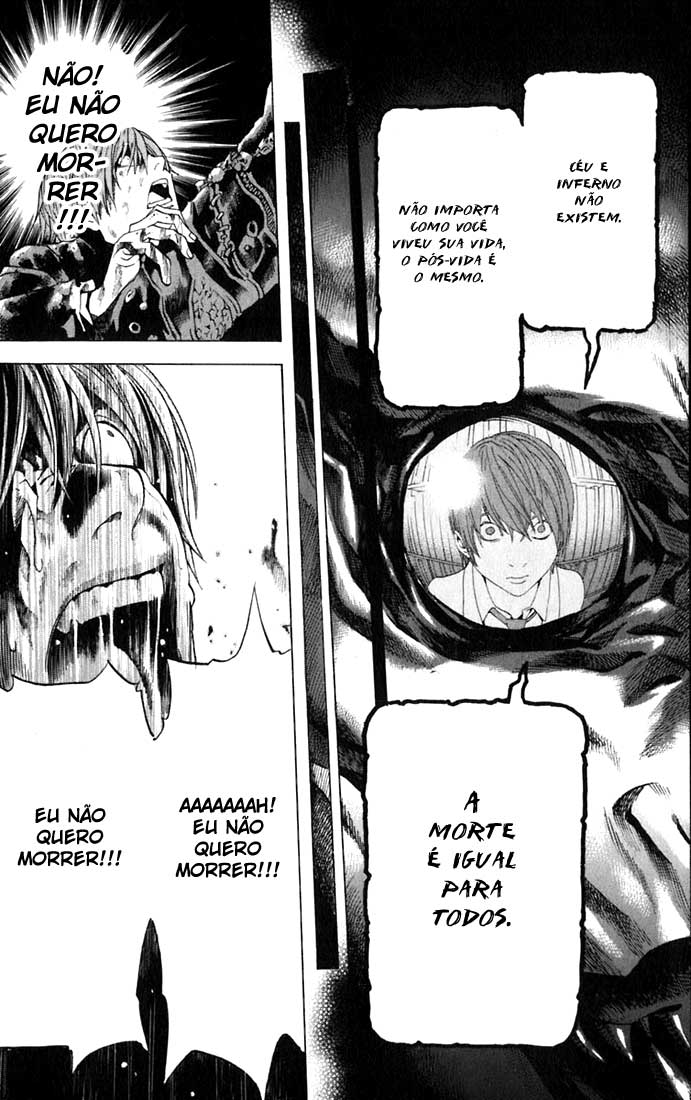 CÉU E
INFERNO
NÃO
EXISTEM.
NÃO IMPORTA
COMO VOCÊ
VIVEU SUA VIDA,
O PÓS-VIDA É
O MESMO.
A
MORTE
É IGUAL
PARA
TODOS.
NÃO!
EU NÃO
QUERO
MOR-
RER
!!!
AAAAAAAH!
EU NÃO
QUERO
MORRER!!!
EU NÃO
QUERO
MORRER!!!